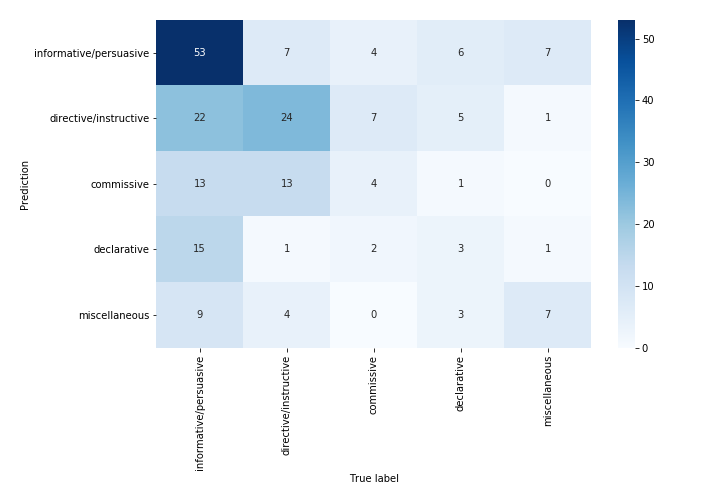 informative/persuasive 53 7 4 6 7
directive/instructive 22 24 7 5 1
commissive 13 13 4 1 0
declarative 15 1 2 3 1
miscellaneous 9 4 0 3 7
Prediction
informative/persuasive
directive/instructive
commissive
declarative
miscellaneous
True label
50
40
30
20
10
0